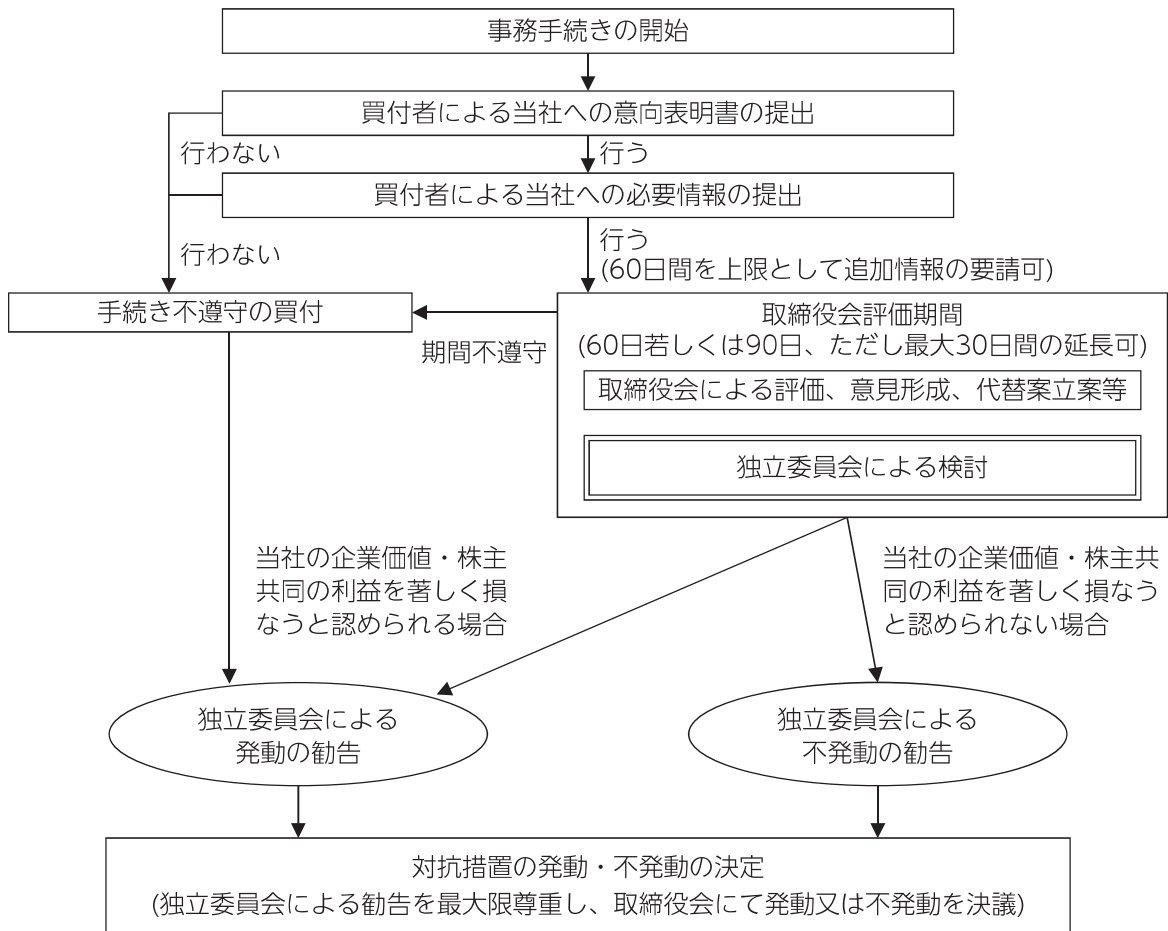 事務手続きの開始
買付者による当社への意向表明書の提出
行わない
行う
買付者による当社への必要情報の提出
行わない
行う
(60日間を上限として追加情報の要請可)
手続き不遵守の買付
期間不遵守
取締役会評価期間
(60日若しくは90日、ただし最大30日間の延長可)
取締役会による評価、意見形成、代替案立案等
独立委員会による検討
当社の企業価値・株主
共同の利益を著しく損
なうと認められる場合
当社の企業価値・株主共
同の利益を著しく損なう
と認められない場合
独立委員会による
発動の勧告
独立委員会による
不発動の勧告
対抗措置の発動・不発動の決定
(独立委員会による勧告を最大限尊重し、取締役会にて発動又は不発動を決議)